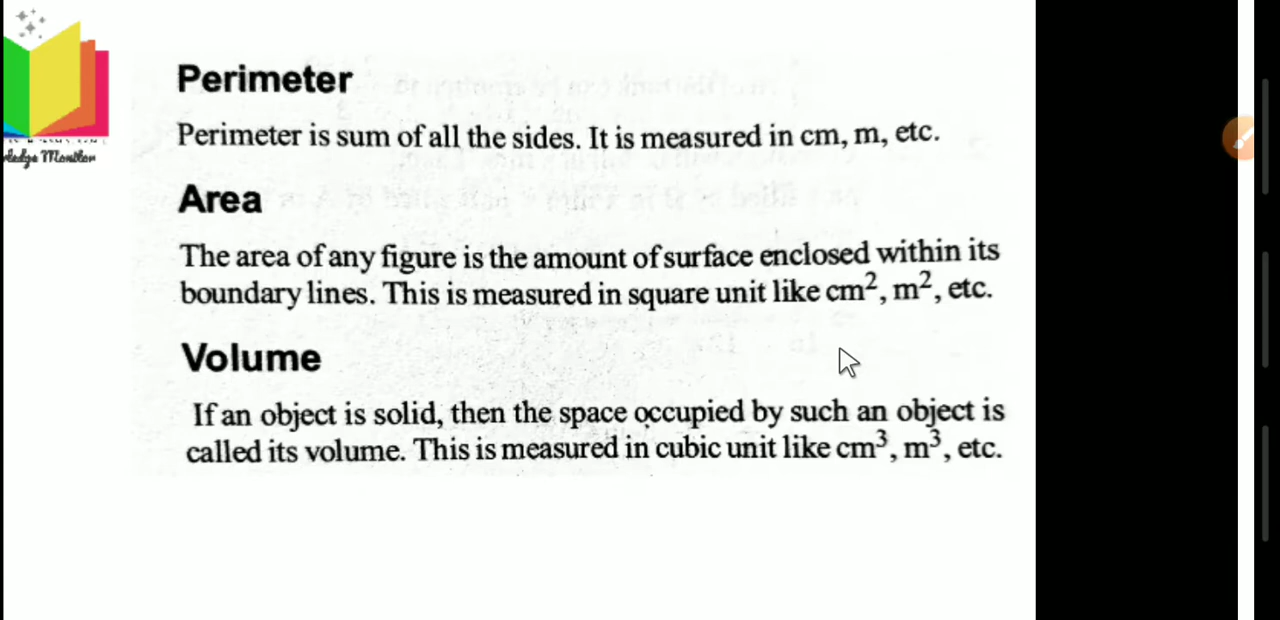 Perimeter
Perimeter is sum of all the sides. It is measured in cm, m, etc.
Area
The area of any figure is the amount of surface enclosed within its
boundary lines. This is measured in square unit like cm², m², etc.
Volume
If an object is solid, then the space occupied by such an object is
called its volume. This is measured in cubic unit like cm³, m³, etc.
Monitor